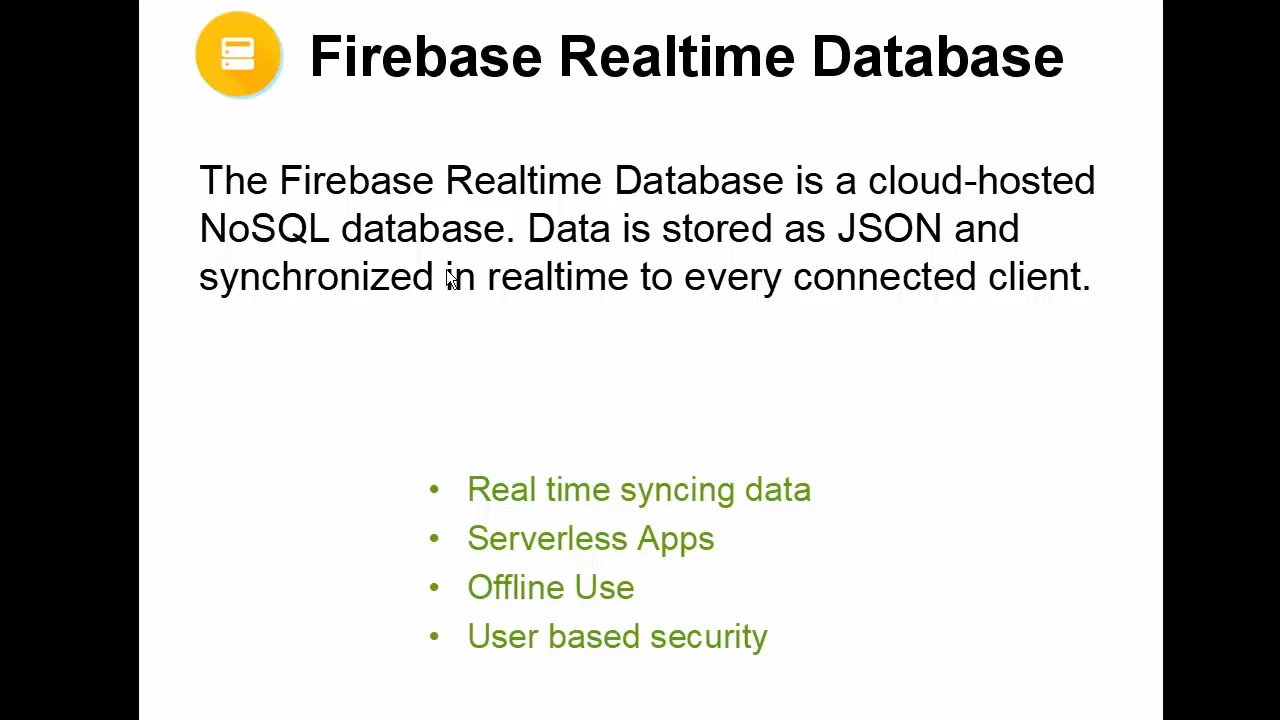 Firebase Realtime Database
The Firebase Realtime Database is a cloud-hosted
NoSQL database. Data is stored as JSON and
synchronized in realtime to every connected client.
• Real time syncing data
• Serverless Apps
• Offline Use
• User based security